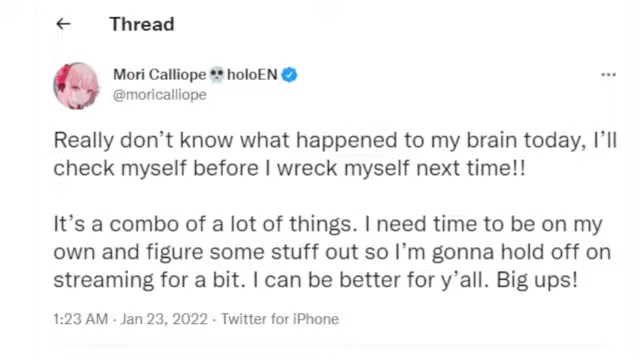 ← Thread
Mori Calliope💀holoEN
@moricalliope
Really don't know what happened to my brain today, I'll
check myself before I wreck myself next time!!
It's a combo of a lot of things. I need time to be on my
own and figure some stuff out so I'm gonna hold off on
streaming for a bit. I can be better for y'all. Big ups!
1:23 AM · Jan 23, 2022 · Twitter for iPhone